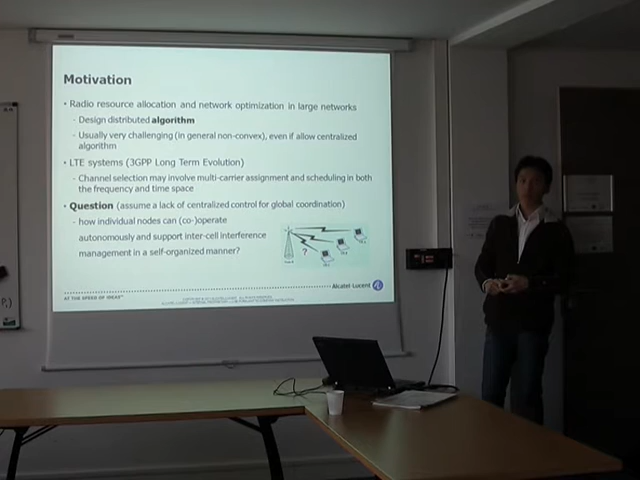 Motivation
• Radio resource allocation and network optimization in large networks
- Design distributed algorithm
- Usually very challenging (in general non-convex), even if allow centralized
algorithm
• LTE systems (3GPP Long Term Evolution)
- Channel selection may involve multi-carrier assignment and scheduling in both
the frequency and time space
• Question (assume a lack of centralized control for global coordination)
- how individual nodes can (co-)operate
autonomously and support inter-cell interference
management in a self-organized manner?
?
Alcatel-Lucent
AT THE SPEED OF IDEAS™